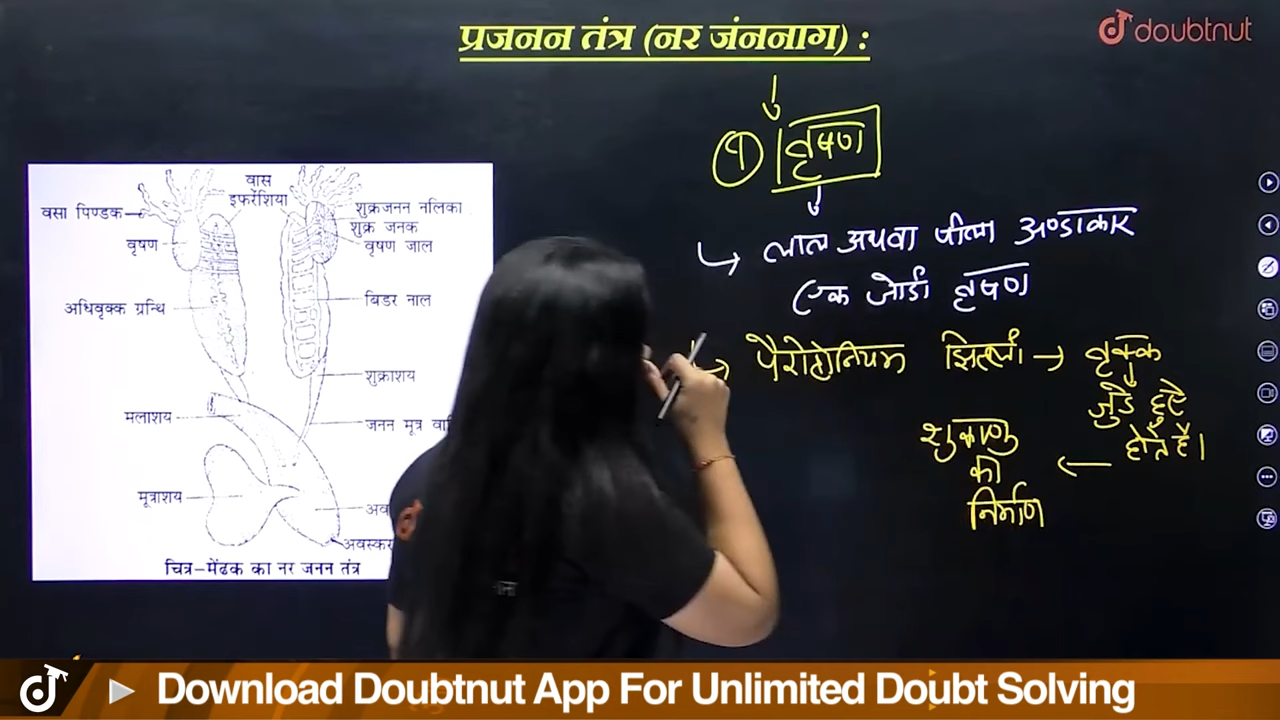 प्रजनन तंत्र (नर जंननाग) :
doubtnut
१ वृषण
लाल अथवा पीला अण्डाकार
एक जोडी वृषण
पैरोटोनियम झिल्ली → वृक्क
जुडे हुए
होते है।
शुक्राणु
का
निर्माण
वास
इफरेंशिया
वसा पिण्डक
वृषण
अधिवृक्क ग्रन्थि
मलाशय
मूत्राशय
शुक्रजनन नलिका
शुक्र जनक
वृषण जाल
बिडर नाल
शुक्राशय
जनन मूत्र वा
अव
अवस्कर
चित्र–मेंढक का नर जनन तंत्र
Download Doubtnut App For Unlimited Doubt Solving